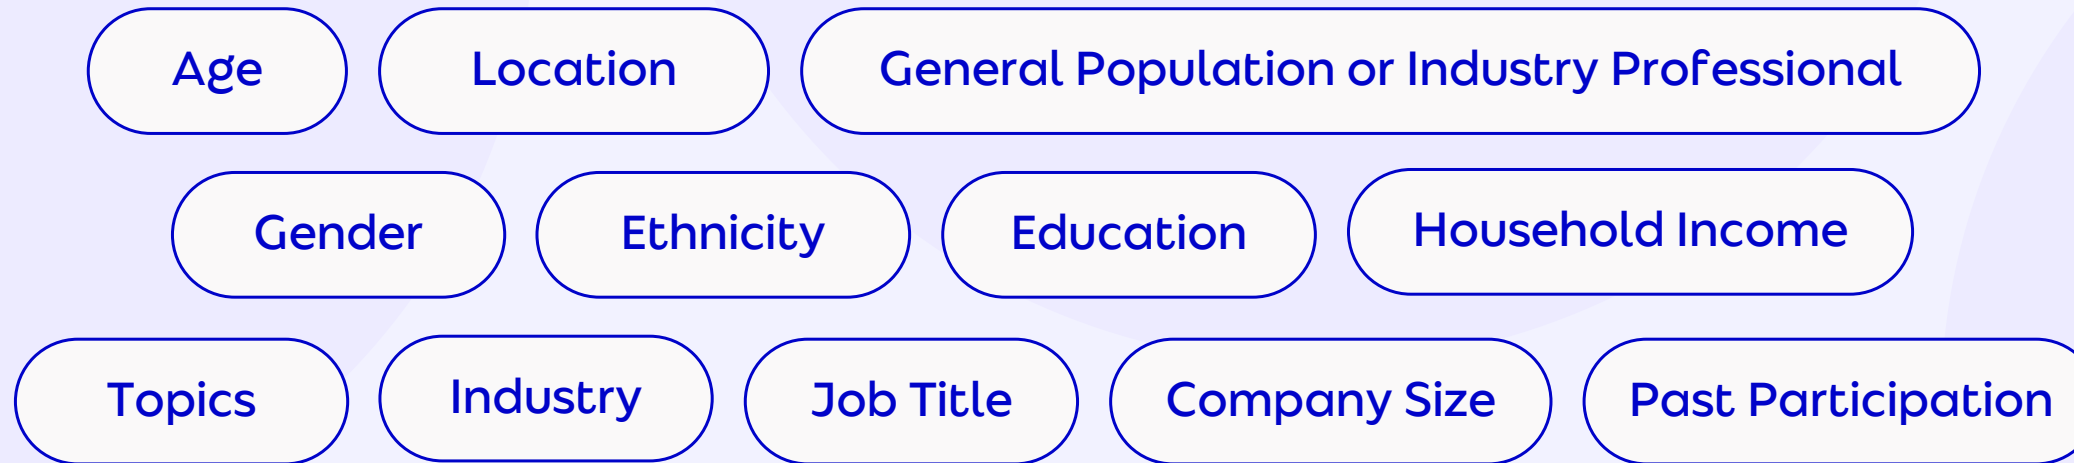 Age Location General Population or Industry Professional
Gender Ethnicity Education Household Income
Topics Industry Job Title Company Size Past Participation